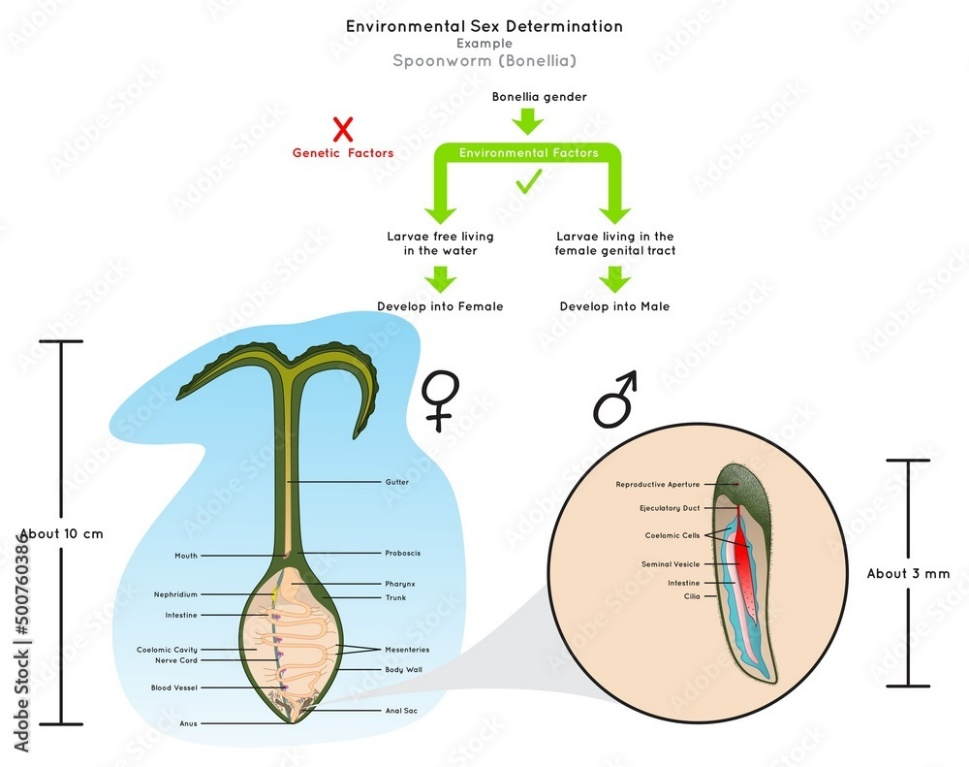 Environmental Sex Determination
Example
Spoonworm (Bonellia)
Bonellia gender
X
Genetic Factors
Environmental Factors
Larvae free living
in the water
Larvae living in the
female genital tract
Develop into Female
Develop into Male
♀
♂
About 10 cm
Gutter
Mouth
Proboscis
Pharynx
Nephridium
Trunk
Intestine
Coelomic Cavity
Mesenteries
Nerve Cord
Body Wall
Blood Vessel
Anal Sac
Anus
Reproductive Aperture
Ejeculatory Duct
Coelomic Cells
Seminal Vesicle
Intestine
Cilia
About 3 mm
Adobe Stock | #500760386
Adobe Stock